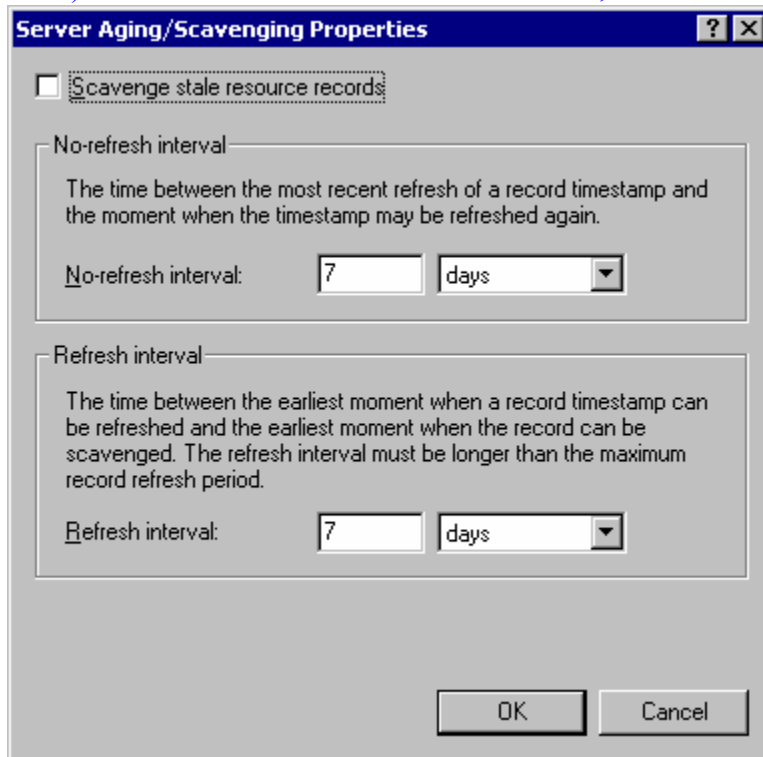 Server Aging/Scavenging Properties
Scavenge stale resource records
No-refresh interval
The time between the most recent refresh of a record timestamp and
the moment when the timestamp may be refreshed again.
No-refresh interval: 7 days
Refresh interval
The time between the earliest moment when a record timestamp can
be refreshed and the earliest moment when the record can be
scavenged. The refresh interval must be longer than the maximum
record refresh period.
Refresh interval: 7 days
OK Cancel